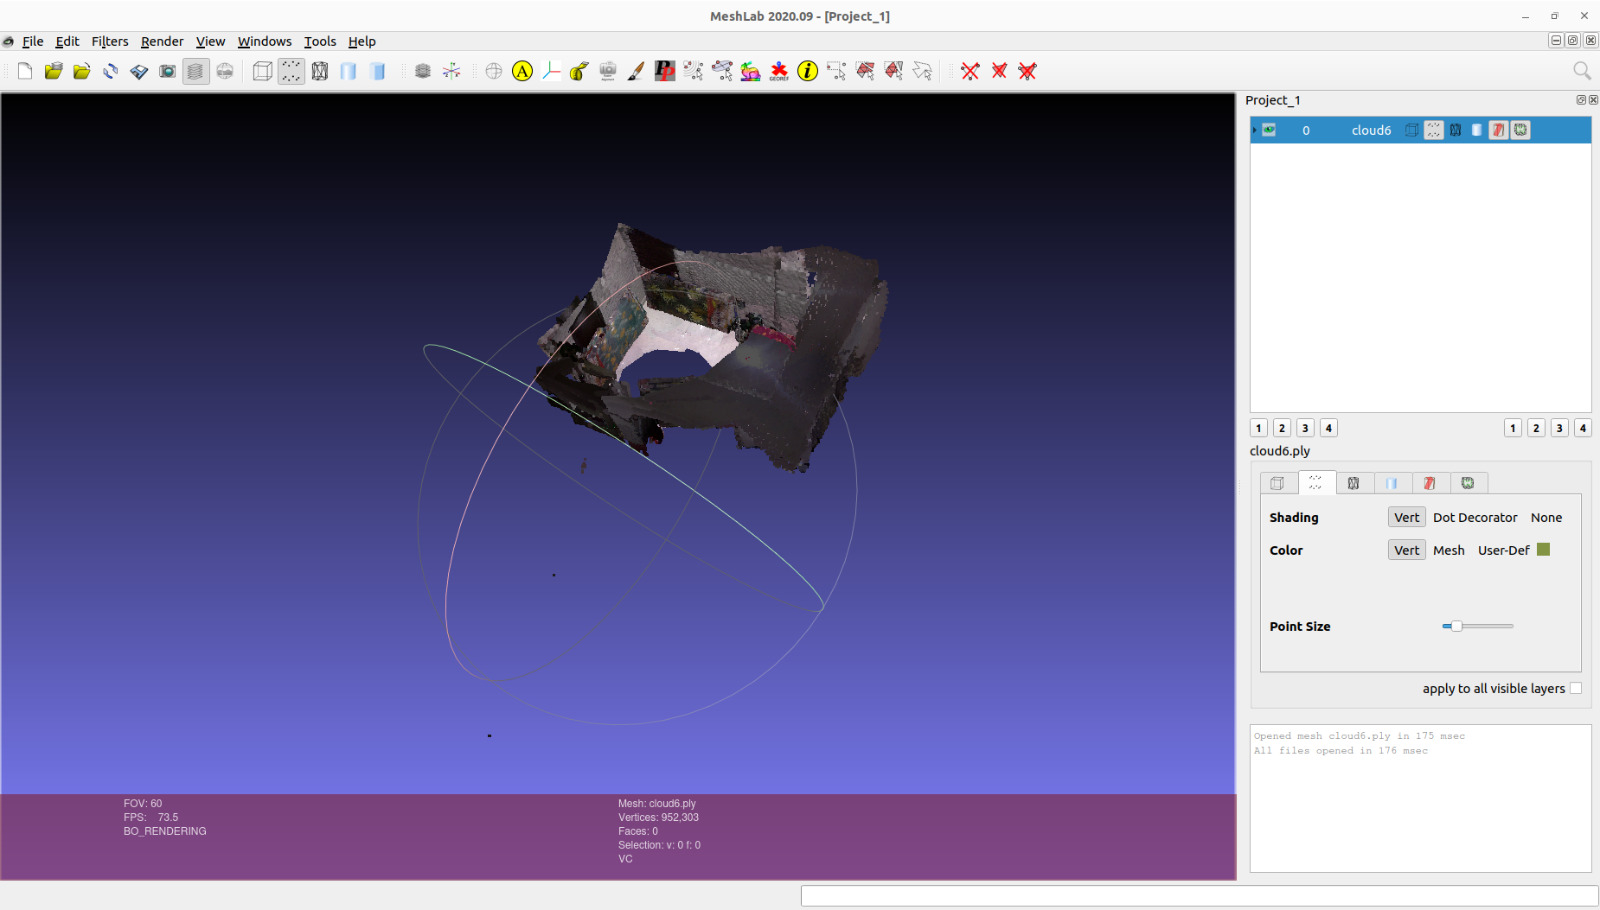 MeshLab 2020.09 - [Project_1]
File Edit Filters Render View Windows Tools Help
A PP GEOREF i
Project_1
0 cloud6
1 2 3 4 1 2 3 4
cloud6.ply
Shading Vert Dot Decorator None
Color Vert Mesh User-Def
Point Size
apply to all visible layers
Opened mesh cloud6.ply in 175 msec
All files opened in 176 msec
FOV: 60
FPS: 73.5
BO_RENDERING
Mesh: cloud6.ply
Vertices: 952,303
Faces: 0
Selection: v: 0 f: 0
VC